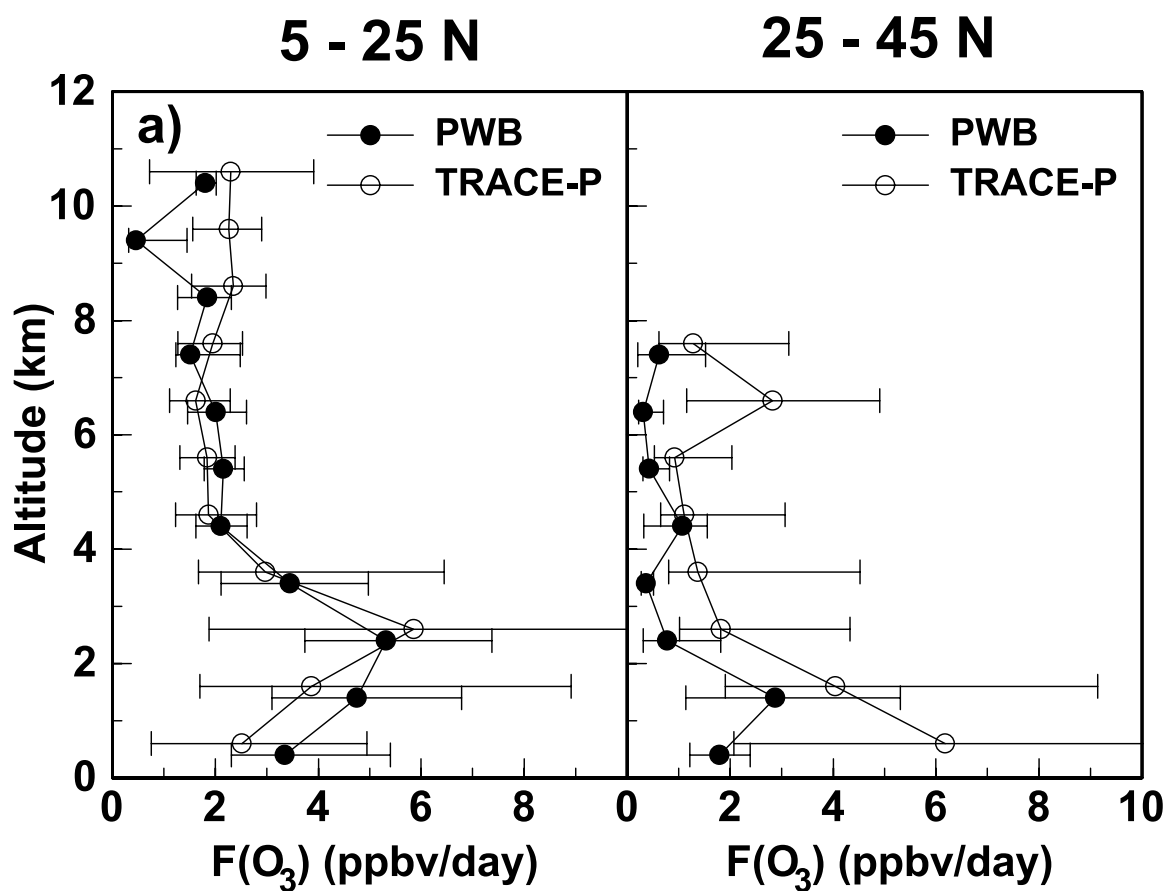 5 - 25 N
25 - 45 N
a)
PWB
TRACE-P
PWB
TRACE-P
Altitude (km)
12
10
8
6
4
2
0
0 2 4 6 8
0 2 4 6 8 10
F(O₃) (ppbv/day)
F(O₃) (ppbv/day)